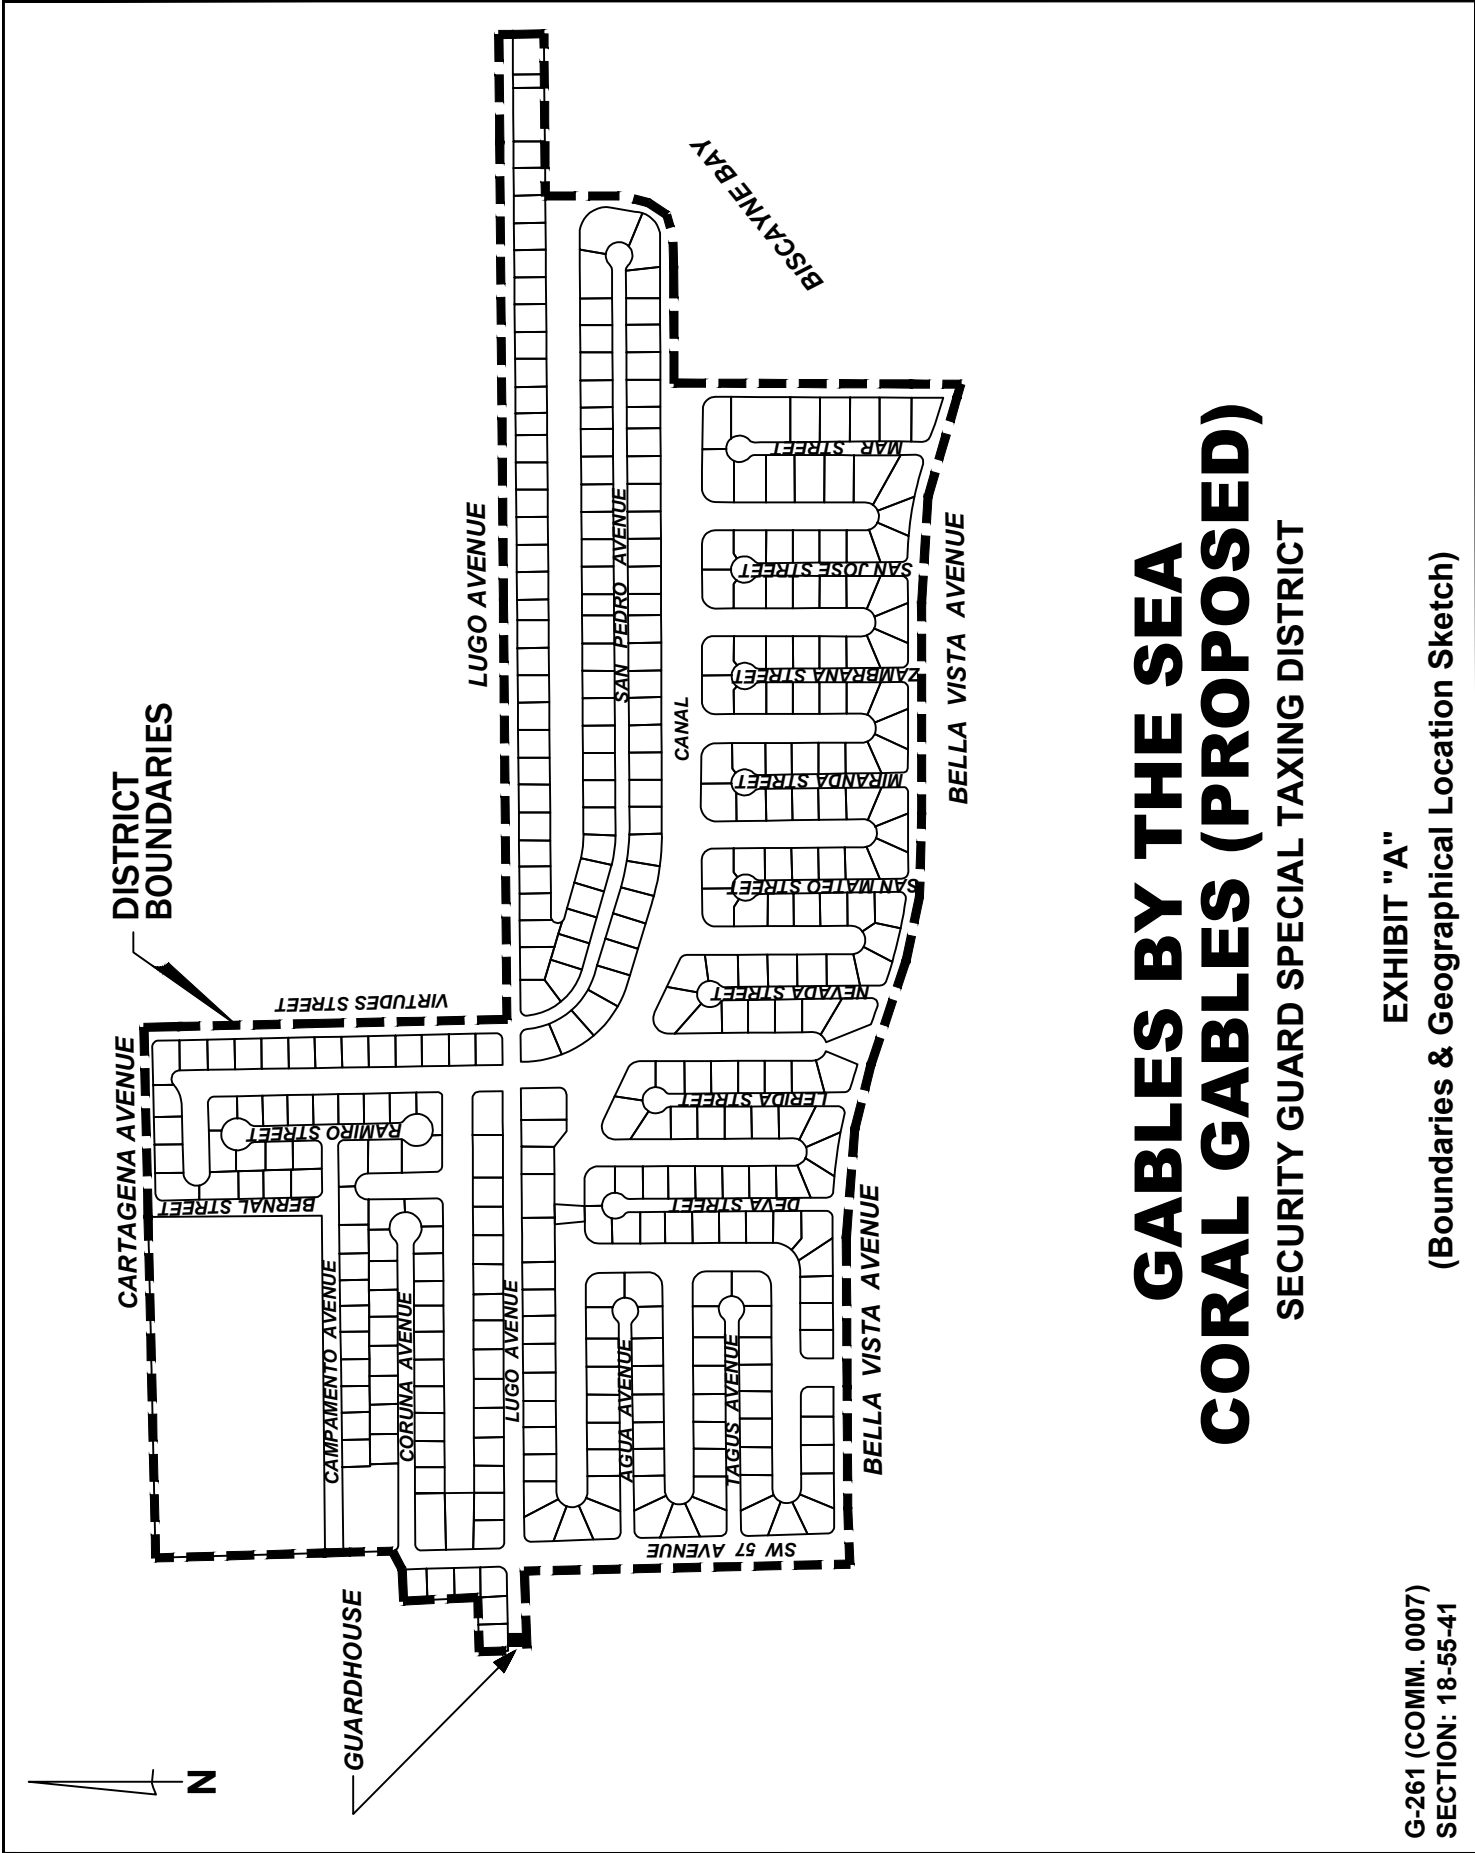 N
GUARDHOUSE
DISTRICT
BOUNDARIES
CARTAGENA AVENUE
VIRTUDES STREET
LUGO AVENUE
BISCAYNE BAY
BERNAL STREET
RAMIRO STREET
CAMPAMENTO AVENUE
CORUNA AVENUE
LUGO AVENUE
SAN PEDRO AVENUE
CANAL
AGUA AVENUE
TAGUS AVENUE
SW 57 AVENUE
DEVA STREET
LERIDA STREET
NEVADA STREET
SAN MATEO STREET
MIRANDA STREET
ZAMBRANA STREET
SAN JOSE STREET
MAR STREET
BELLA VISTA AVENUE
BELLA VISTA AVENUE
GABLES BY THE SEA
CORAL GABLES (PROPOSED)
SECURITY GUARD SPECIAL TAXING DISTRICT
G-261 (COMM. 0007)
SECTION: 18-55-41
EXHIBIT "A"
(Boundaries & Geographical Location Sketch)